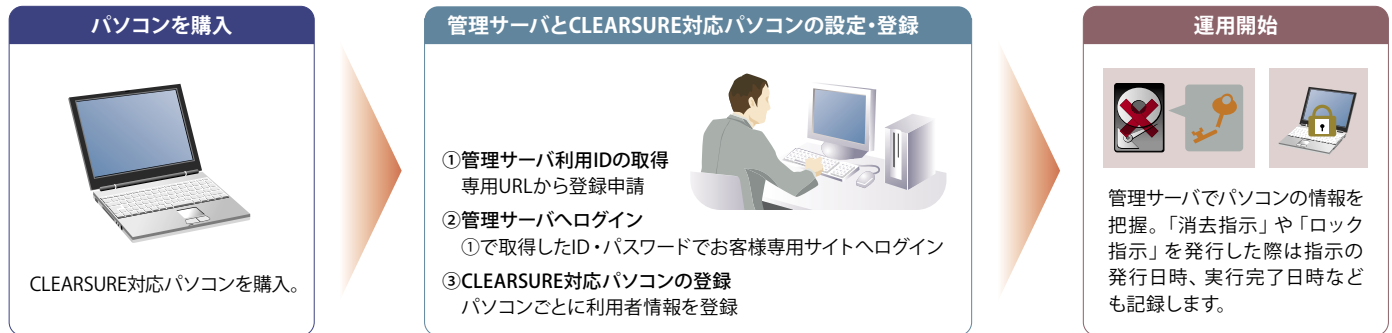 パソコンを購入
CLEARSURE対応パソコンを購入。
管理サーバとCLEARSURE対応パソコンの設定・登録
①管理サーバ利用IDの取得
専用URLから登録申請
②管理サーバへログイン
①で取得したID・パスワードでお客様専用サイトへログイン
③CLEARSURE対応パソコンの登録
パソコンごとに利用者情報を登録
運用開始
管理サーバでパソコンの情報を
把握。「消去指示」や「ロック
指示」を発行した際は指示の
発行日時、実行完了日時など
も記録します。